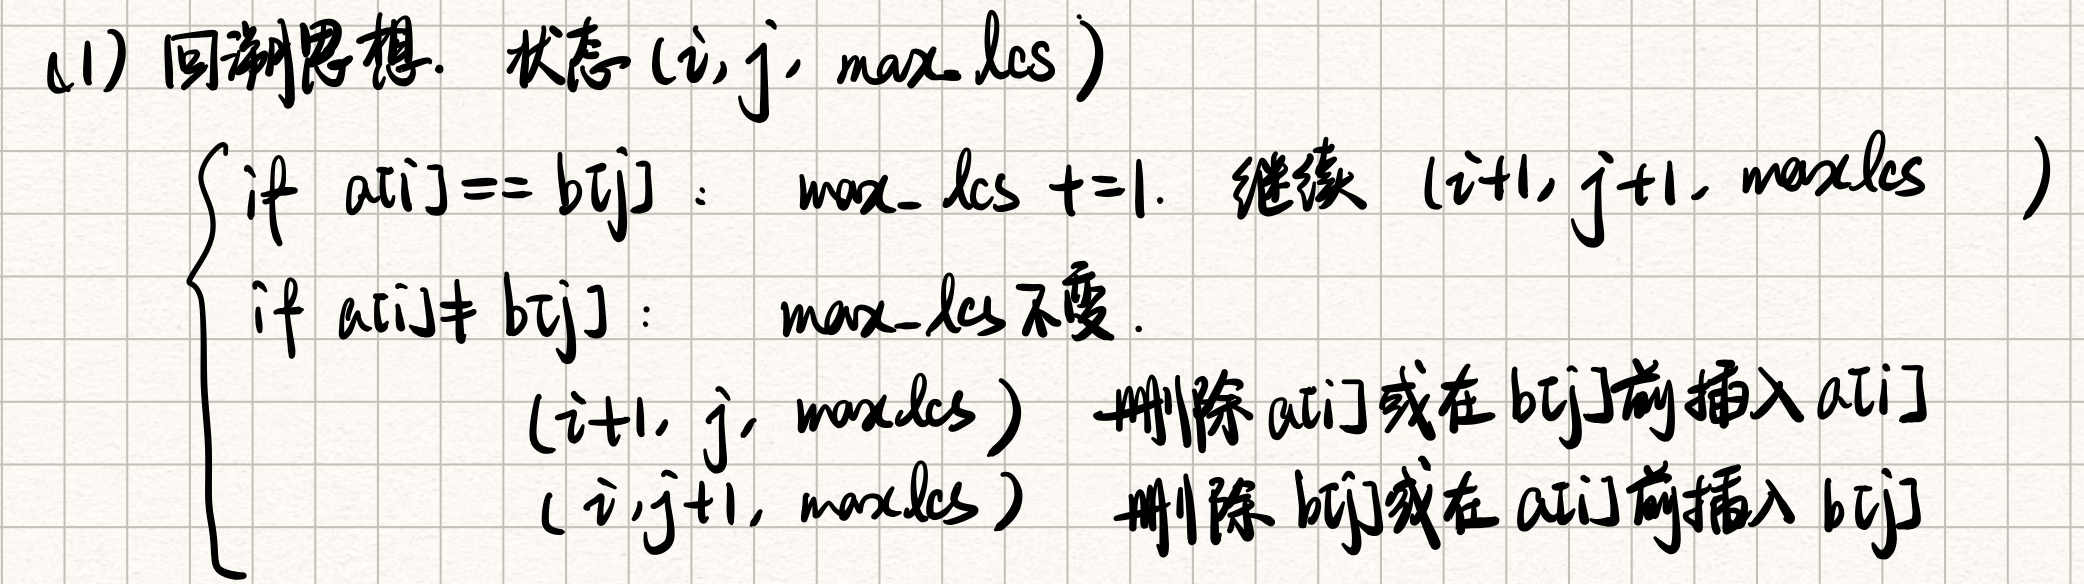 (1) 回溯思想. 状态 (i, j, max_lcs)
if a[i] == b[j] : max_lcs +=1. 继续 (i+1, j+1, maxlcs )
if a[i] ≠ b[j] : max_lcs 不变.
(i+1, j, maxlcs) 删除 a[i] 或在 b[j] 前插入 a[i]
(i, j+1, maxlcs) 删除 b[j] 或在 a[i] 前插入 b[j]